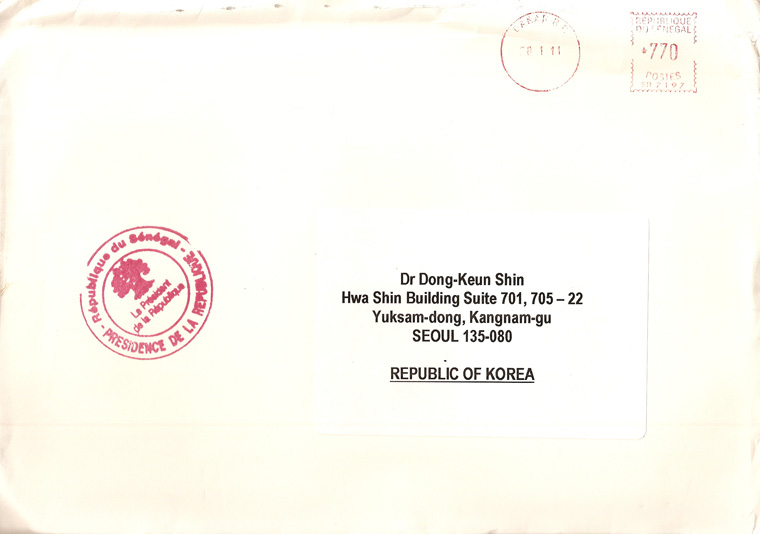 DAKAR R.P.
REPUBLIQUE
DU SENEGAL
770
POSTES
République du Sénégal - PRESIDENCE DE LA REPUBLIQUE -
Le Président
de la République
Dr Dong-Keun Shin
Hwa Shin Building Suite 701, 705 – 22
Yuksam-dong, Kangnam-gu
SEOUL 135-080
REPUBLIC OF KOREA